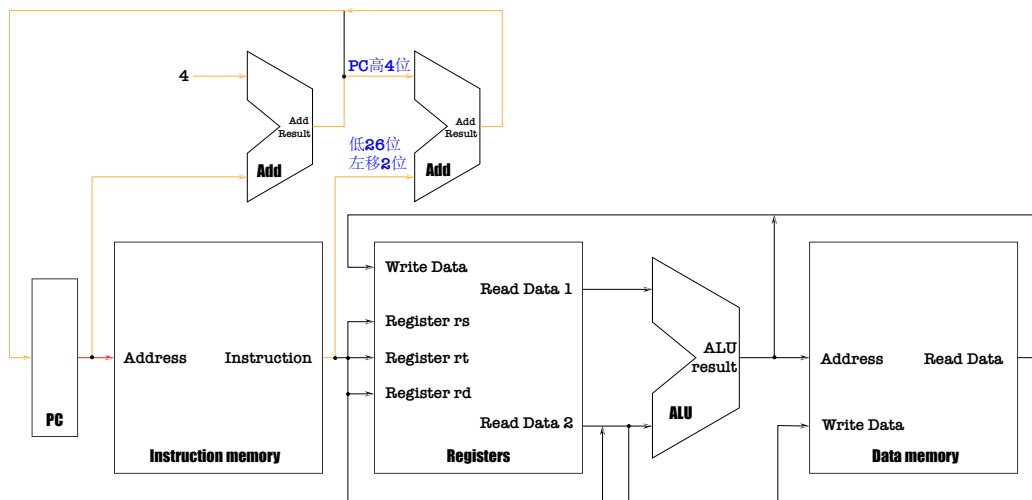 4
PC高4位
Add
Result
Add
Result
低26位
左移2位
Add
Add
Write Data
Read Data 1
Register rs
Address
Instruction
Register rt
ALU
result
Address
Read Data
Register rd
PC
Read Data 2
ALU
Write Data
Instruction memory
Registers
Data memory